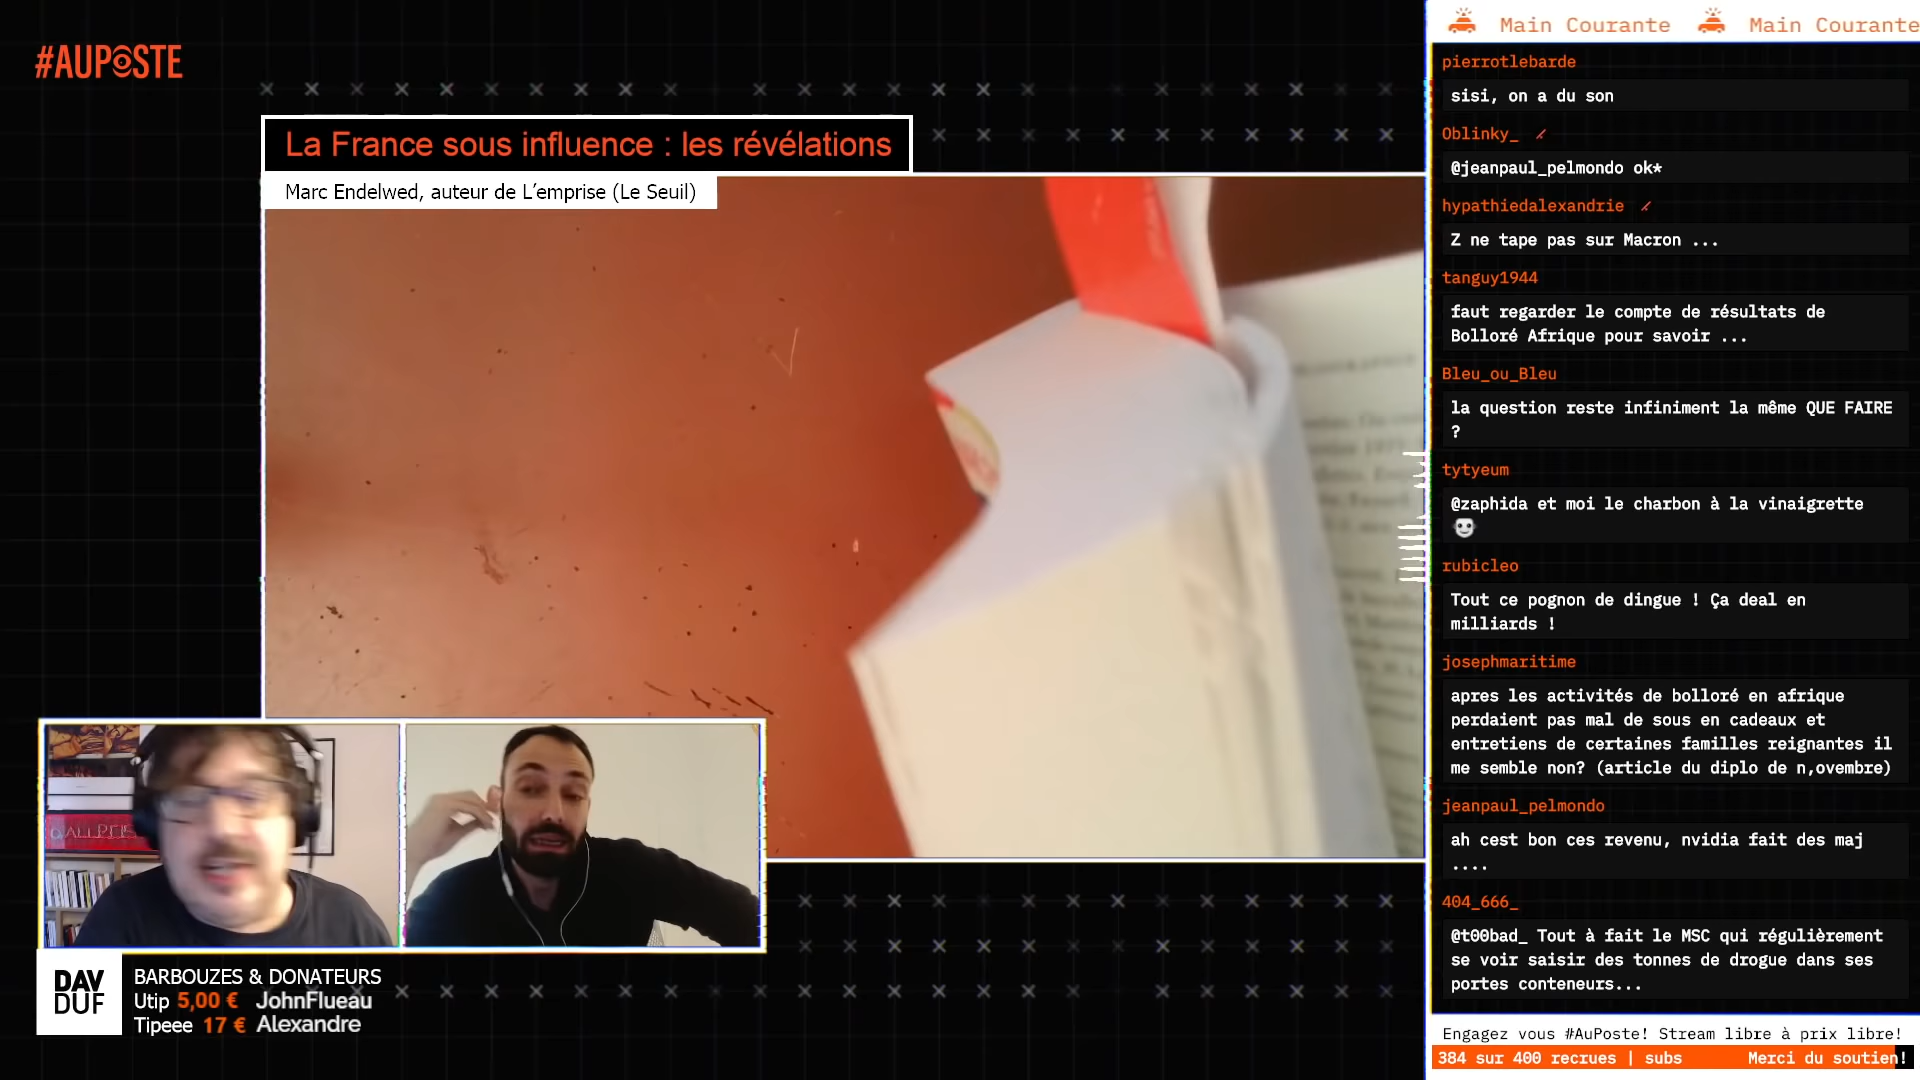 #AUPOSTE
La France sous influence : les révélations
Marc Endelwed, auteur de L’emprise (Le Seuil)
DAV
DUF
BARBOUZES & DONATEURS
Utip 5,00 € JohnFlueau
Tipeee 17 € Alexandre
Main Courante Main Courante
pierrotlebarde
sisi, on a du son
Oblinky_
@jeanpaul_pelmondo ok*
hypathiedalexandrie
Z ne tape pas sur Macron ...
tanguy1944
faut regarder le compte de résultats de
Bolloré Afrique pour savoir ...
Bleu_ou_Bleu
la question reste infiniment la même QUE FAIRE
?
tytyeum
@zaphida et moi le charbon à la vinaigrette
rubicleo
Tout ce pognon de dingue ! Ça deal en
milliards !
josephmaritime
apres les activités de bolloré en afrique
perdaient pas mal de sous en cadeaux et
entretiens de certaines familles reignantes il
me semble non? (article du diplo de n,ovembre)
jeanpaul_pelmondo
ah cest bon ces revenu, nvidia fait des maj
....
404_666_
@t00bad_ Tout à fait le MSC qui régulièrement
se voir saisir des tonnes de drogue dans ses
portes conteneurs...
Engagez vous #AuPoste! Stream libre à prix libre!
384 sur 400 recrues | subs Merci du soutien!